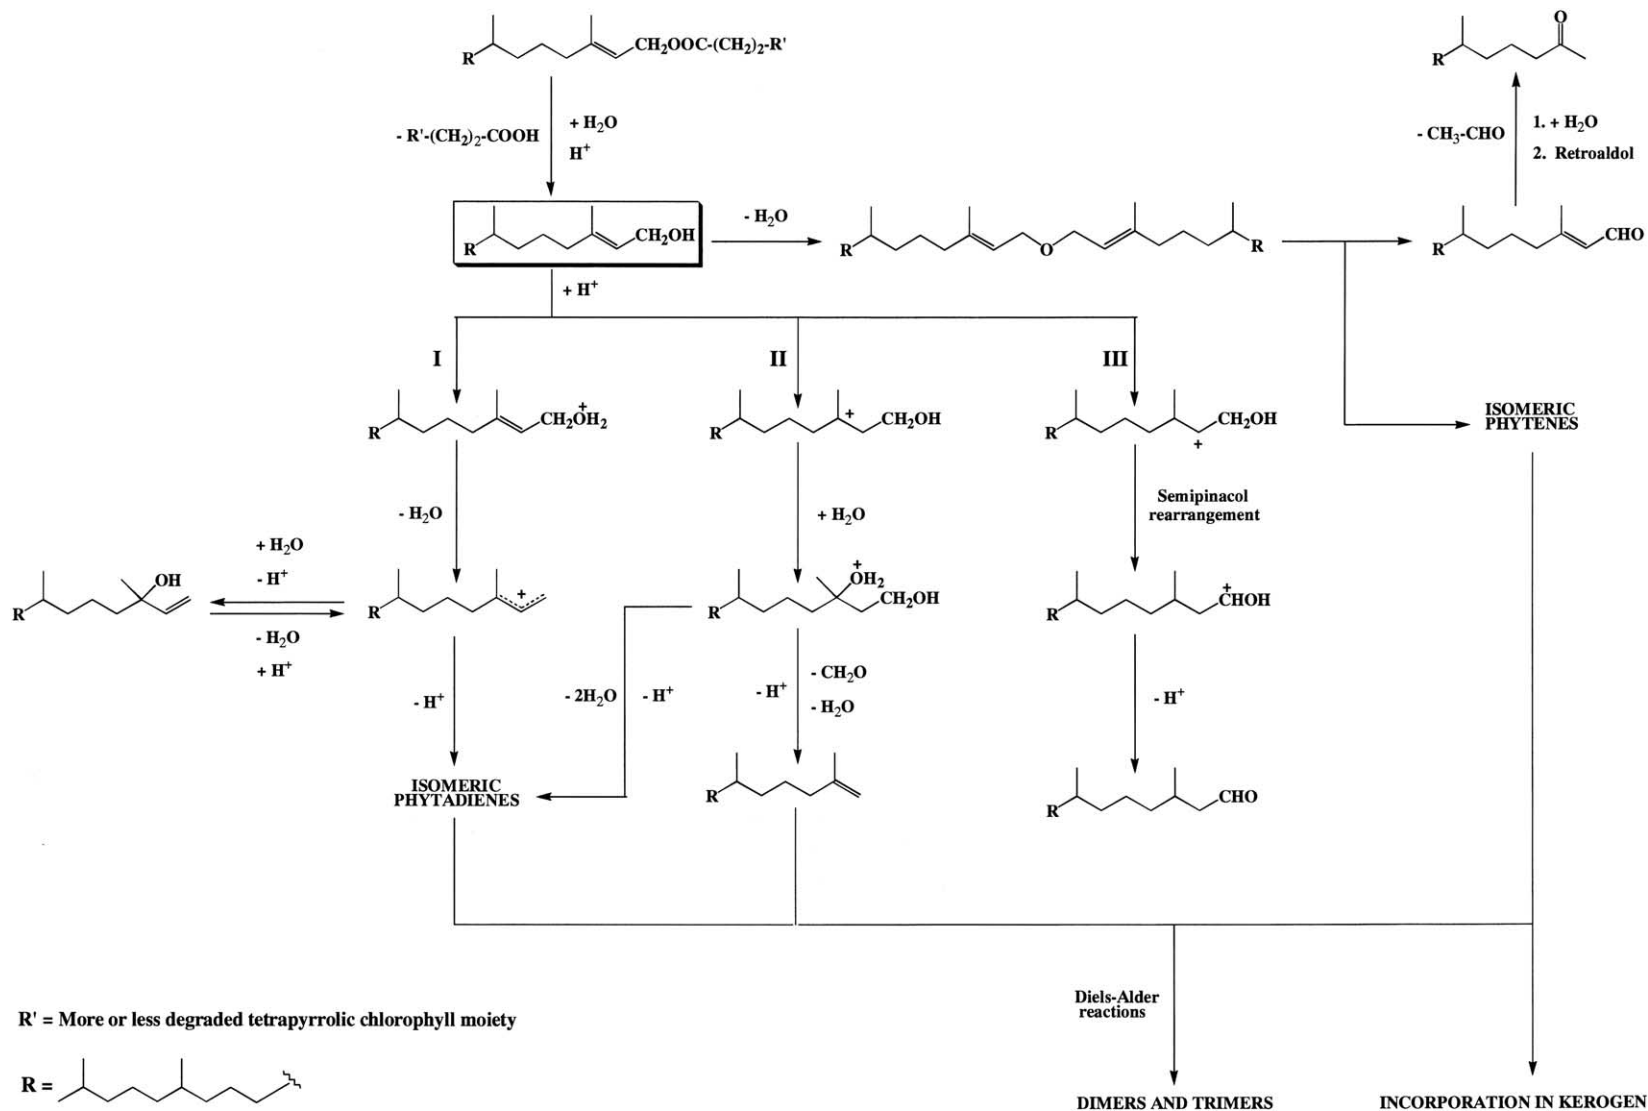 R
CH₂OOC-(CH₂)₂-R'
- R'-(CH₂)₂-COOH
+ H₂O
H⁺
O
R
- CH₃-CHO
1. + H₂O
2. Retroaldol
R
CH₂OH
- H₂O
R
O
R
R
CHO
+ H⁺
I
II
III
R
CH₂OH₂
+
R
+
CH₂OH
R
+
CH₂OH
ISOMERIC
PHYTENES
- H₂O
+ H₂O
Semipinacol
rearrangement
R
OH
+ H₂O
- H⁺
- H₂O
+ H⁺
R
+
R
+
OH₂
CH₂OH
R
+
CHOH
- H⁺
- 2H₂O
- H⁺
- H⁺
- CH₂O
- H₂O
- H⁺
ISOMERIC
PHYTADIENES
R
R
CHO
Diels-Alder
reactions
R' = More or less degraded tetrapyrrolic chlorophyll moiety
R =
DIMERS AND TRIMERS
INCORPORATION IN KEROGEN